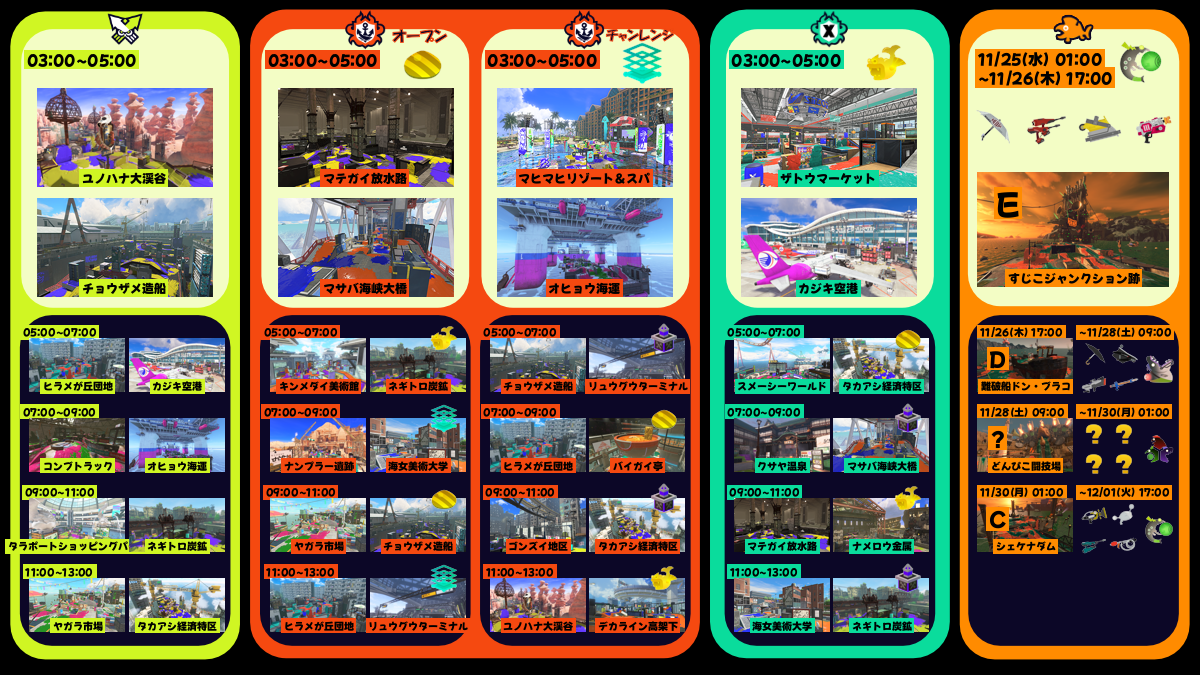 03:00~05:00
ユノハナ大渓谷
チョウザメ造船
05:00~07:00
ヒラメが丘団地
カジキ空港
07:00~09:00
コンブトラック
オヒョウ海運
09:00~11:00
タラポートショッピングパ
ネギトロ炭鉱
11:00~13:00
ヤガラ市場
タカアシ経済特区
オープン
03:00~05:00
マテガイ放水路
マサバ海峡大橋
05:00~07:00
キンメダイ美術館
ネギトロ炭鉱
07:00~09:00
ナンプラー遺跡
海女美術大学
09:00~11:00
ヤガラ市場
チョウザメ造船
11:00~13:00
ヒラメが丘団地
リュウグウターミナル
チャレンジ
03:00~05:00
マヒマヒリゾート&スパ
オヒョウ海運
05:00~07:00
チョウザメ造船
リュウグウターミナル
07:00~09:00
ヒラメが丘団地
バイガイ亭
09:00~11:00
ゴンズイ地区
タカアシ経済特区
11:00~13:00
ユノハナ大渓谷
デカライン高架下
X
03:00~05:00
ザトウマーケット
カジキ空港
05:00~07:00
スメーシーワールド
タカアシ経済特区
07:00~09:00
クサヤ温泉
マサバ海峡大橋
09:00~11:00
マテガイ放水路
ナメロウ金属
11:00~13:00
海女美術大学
ネギトロ炭鉱
11/25(水) 01:00
~11/26(木) 17:00
E
すじこジャンクション跡
11/26(木) 17:00
~11/28(土) 09:00
D
難破船ドン・ブラコ
11/28(土) 09:00
~11/30(月) 01:00
?
? ?
? ?
どんぴこ闘技場
11/30(月) 01:00
~12/01(火) 17:00
C
シェケナダム